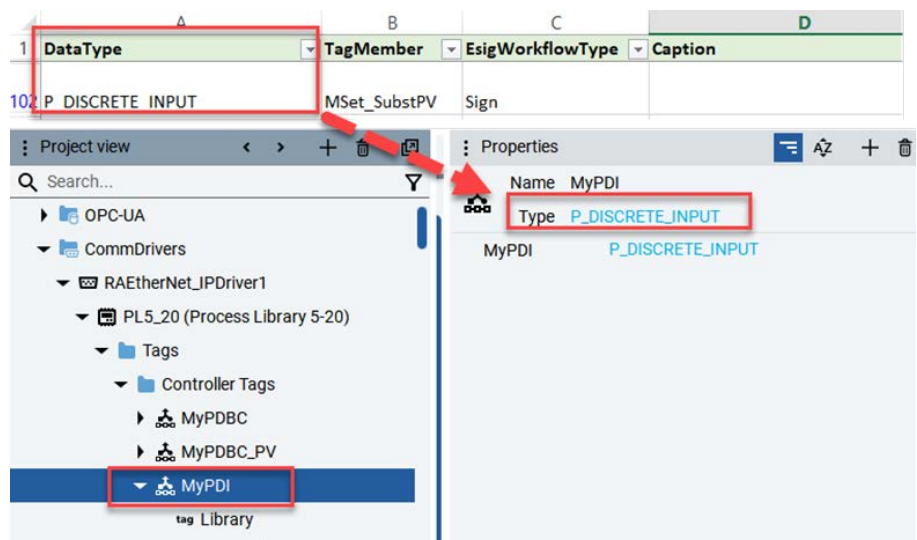 A B C D
1 DataType TagMember EsigWorkflowType Caption
102 P_DISCRETE_INPUT MSet_SubstPV Sign
Project view
Search...
OPC-UA
CommDrivers
RAEtherNet_IPDriver1
PL5_20 (Process Library 5-20)
Tags
Controller Tags
MyPDBC
MyPDBC_PV
MyPDI
tag Library
Properties
Name MyPDI
Type P_DISCRETE_INPUT
MyPDI P_DISCRETE_INPUT